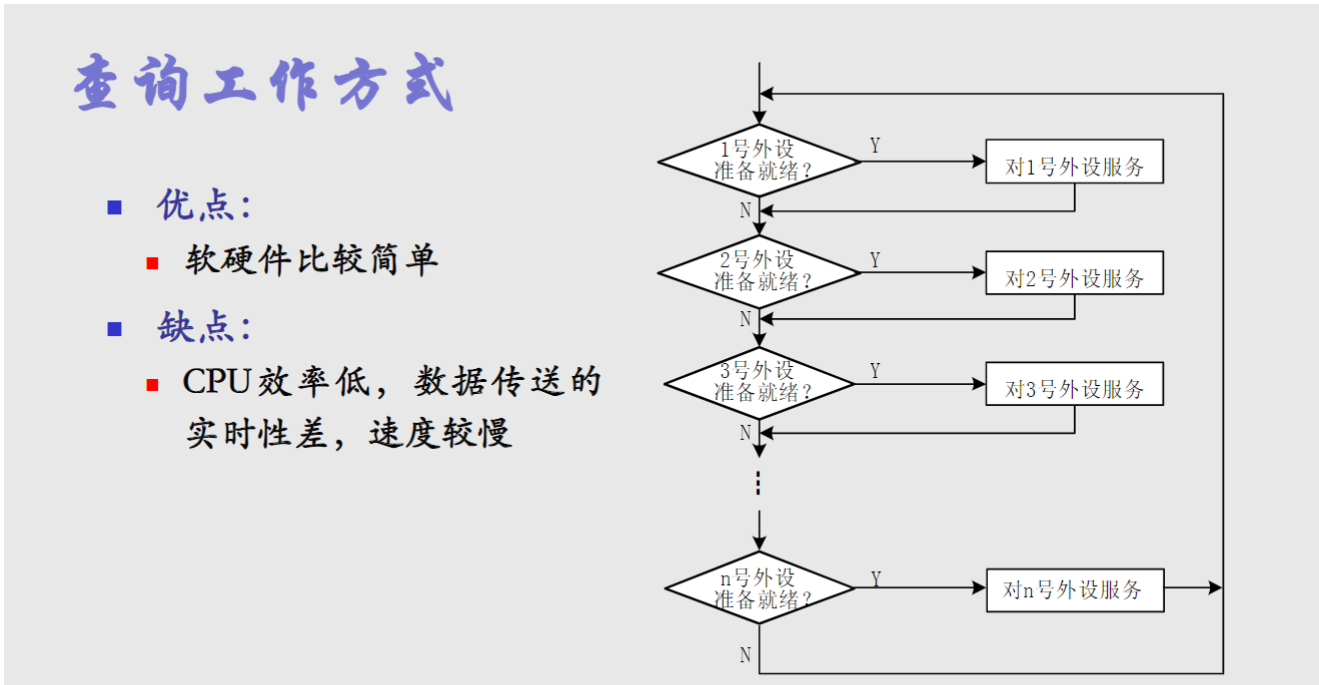 查询工作方式
优点：
软硬件比较简单
缺点：
CPU效率低，数据传送的
实时性差，速度较慢
1号外设
准备就绪？
Y
对1号外设服务
N
2号外设
准备就绪？
Y
对2号外设服务
N
3号外设
准备就绪？
Y
对3号外设服务
N
n号外设
准备就绪？
Y
对n号外设服务
N